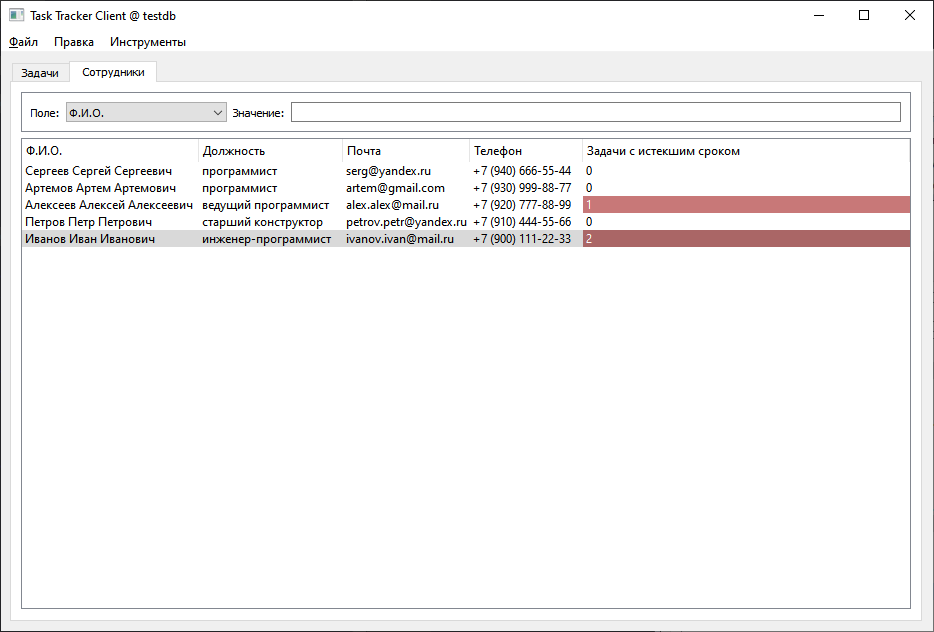 Task Tracker Client @ testdb
Файл Правка Инструменты
Задачи Сотрудники
Поле: Ф.И.О. Значение:
Ф.И.О. Должность Почта Телефон Задачи с истекшим сроком
Сергеев Сергей Сергеевич программист serg@yandex.ru +7 (940) 666-55-44 0
Артемов Артем Артемович программист artem@gmail.com +7 (930) 999-88-77 0
Алексеев Алексей Алексеевич ведущий программист alex.alex@mail.ru +7 (920) 777-88-99 1
Петров Петр Петрович старший конструктор petrov.petr@yandex.ru +7 (910) 444-55-66 0
Иванов Иван Иванович инженер-программист ivanov.ivan@mail.ru +7 (900) 111-22-33 2